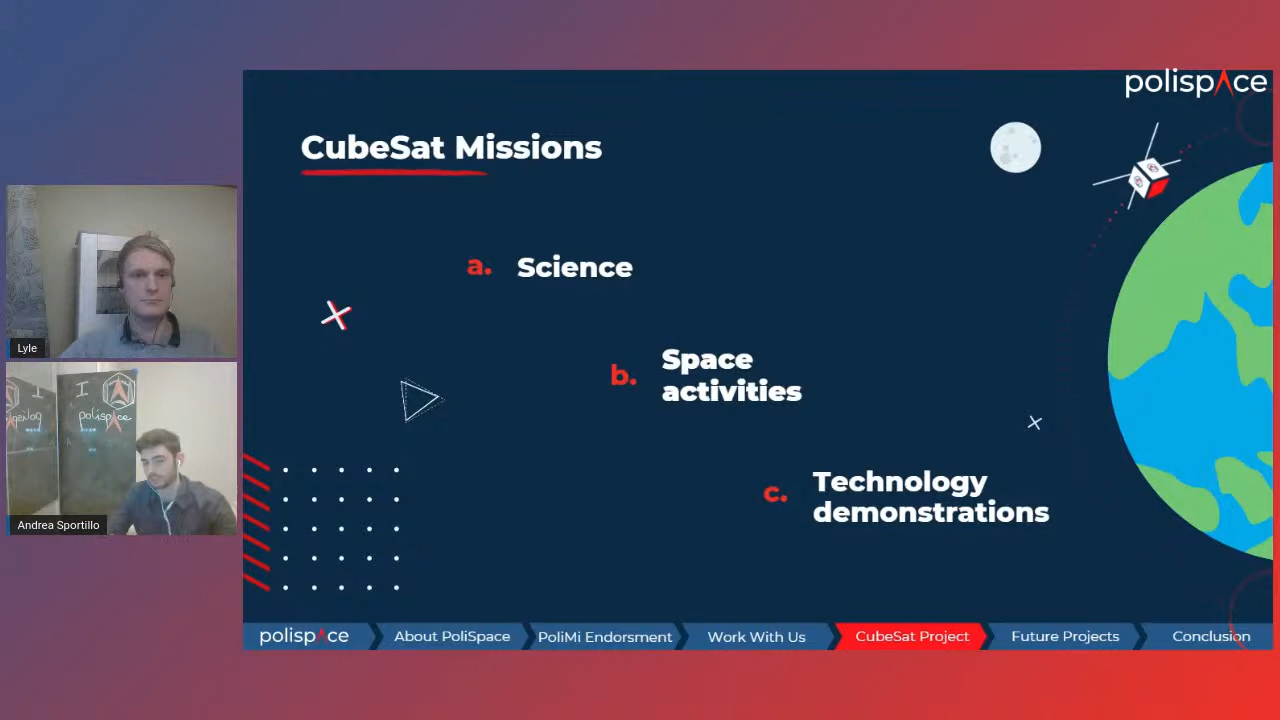 polispace
CubeSat Missions
a. Science
b. Space
activities
c. Technology
demonstrations
Lyle
I
polispace
Andrea Sportillo
polispace
About PoliSpace
PoliMi Endorsment
Work With Us
CubeSat Project
Future Projects
Conclusion